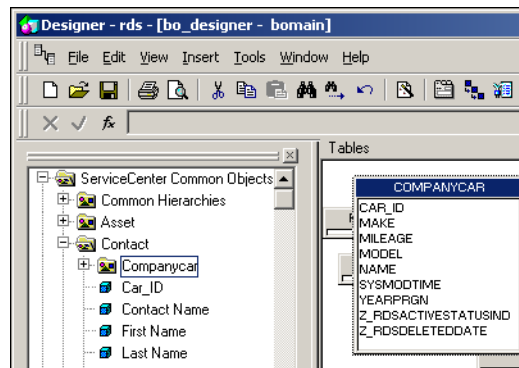 Designer - rds - [bo_designer - bomain]
File Edit View Insert Tools Window Help
fx
Tables
ServiceCenter Common Objects
Common Hierarchies
Asset
Contact
Companycar
Car_ID
Contact Name
First Name
Last Name
COMPANYCAR
CAR_ID
MAKE
MILEAGE
MODEL
NAME
SYSMODTIME
YEARPRGN
Z_RDSACTIVESTATUSIND
Z_RDSDELETEDDATE